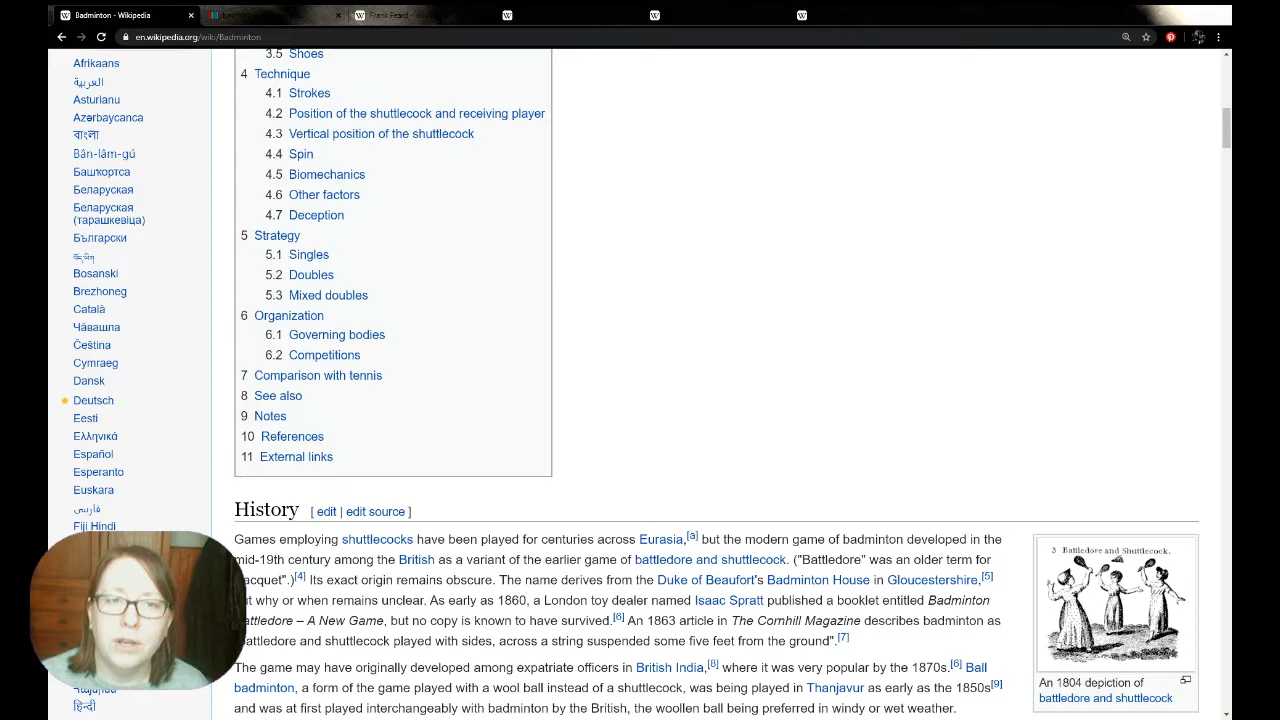 Badminton - Wikipedia
Frank Peard - Wi
en.wikipedia.org/wiki/Badminton
Afrikaans
العربية
Asturianu
Azərbaycanca
বাংলা
Bân-lâm-gú
Башҡортса
Беларуская
Беларуская
(тарашкевіца)
Български
Bosanski
Brezhoneg
Català
Чӑвашла
Čeština
Cymraeg
Dansk
Deutsch
Eesti
Ελληνικά
Español
Esperanto
Euskara
فارسی
Fiji Hindi
हिन्दी
3.5 Shoes
4 Technique
4.1 Strokes
4.2 Position of the shuttlecock and receiving player
4.3 Vertical position of the shuttlecock
4.4 Spin
4.5 Biomechanics
4.6 Other factors
4.7 Deception
5 Strategy
5.1 Singles
5.2 Doubles
5.3 Mixed doubles
6 Organization
6.1 Governing bodies
6.2 Competitions
7 Comparison with tennis
8 See also
9 Notes
10 References
11 External links
History [ edit | edit source ]
Games employing shuttlecocks have been played for centuries across Eurasia,[a] but the modern game of badminton developed in the
mid-19th century among the British as a variant of the earlier game of battledore and shuttlecock. ("Battledore" was an older term for
acquet".)[4] Its exact origin remains obscure. The name derives from the Duke of Beaufort's Badminton House in Gloucestershire,[5]
t why or when remains unclear. As early as 1860, a London toy dealer named Isaac Spratt published a booklet entitled Badminton
attledore – A New Game, but no copy is known to have survived.[6] An 1863 article in The Cornhill Magazine describes badminton as
attledore and shuttlecock played with sides, across a string suspended some five feet from the ground".[7]
The game may have originally developed among expatriate officers in British India,[8] where it was very popular by the 1870s.[6] Ball
badminton, a form of the game played with a wool ball instead of a shuttlecock, was being played in Thanjavur as early as the 1850s[9]
and was at first played interchangeably with badminton by the British, the woollen ball being preferred in windy or wet weather.
3 Battledore and Shuttlecock.
An 1804 depiction of
battledore and shuttlecock